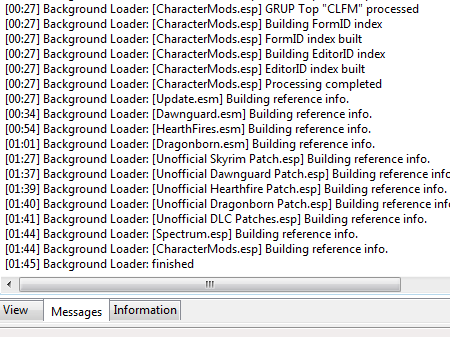 [00:27] Background Loader: [CharacterMods.esp] GRUP Top "CLFM" processed
[00:27] Background Loader: [CharacterMods.esp] Building FormID index
[00:27] Background Loader: [CharacterMods.esp] FormID index built
[00:27] Background Loader: [CharacterMods.esp] Building EditorID index
[00:27] Background Loader: [CharacterMods.esp] EditorID index built
[00:27] Background Loader: [CharacterMods.esp] Processing completed
[00:27] Background Loader: [Update.esm] Building reference info.
[00:34] Background Loader: [Dawnguard.esm] Building reference info.
[00:54] Background Loader: [HearthFires.esm] Building reference info.
[01:01] Background Loader: [Dragonborn.esm] Building reference info.
[01:27] Background Loader: [Unofficial Skyrim Patch.esp] Building reference info.
[01:37] Background Loader: [Unofficial Dawnguard Patch.esp] Building reference info
[01:39] Background Loader: [Unofficial Hearthfire Patch.esp] Building reference info.
[01:40] Background Loader: [Unofficial Dragonborn Patch.esp] Building reference info
[01:41] Background Loader: [Unofficial DLC Patches.esp] Building reference info.
[01:44] Background Loader: [Spectrum.esp] Building reference info.
[01:44] Background Loader: [CharacterMods.esp] Building reference info.
[01:45] Background Loader: finished
View Messages Information